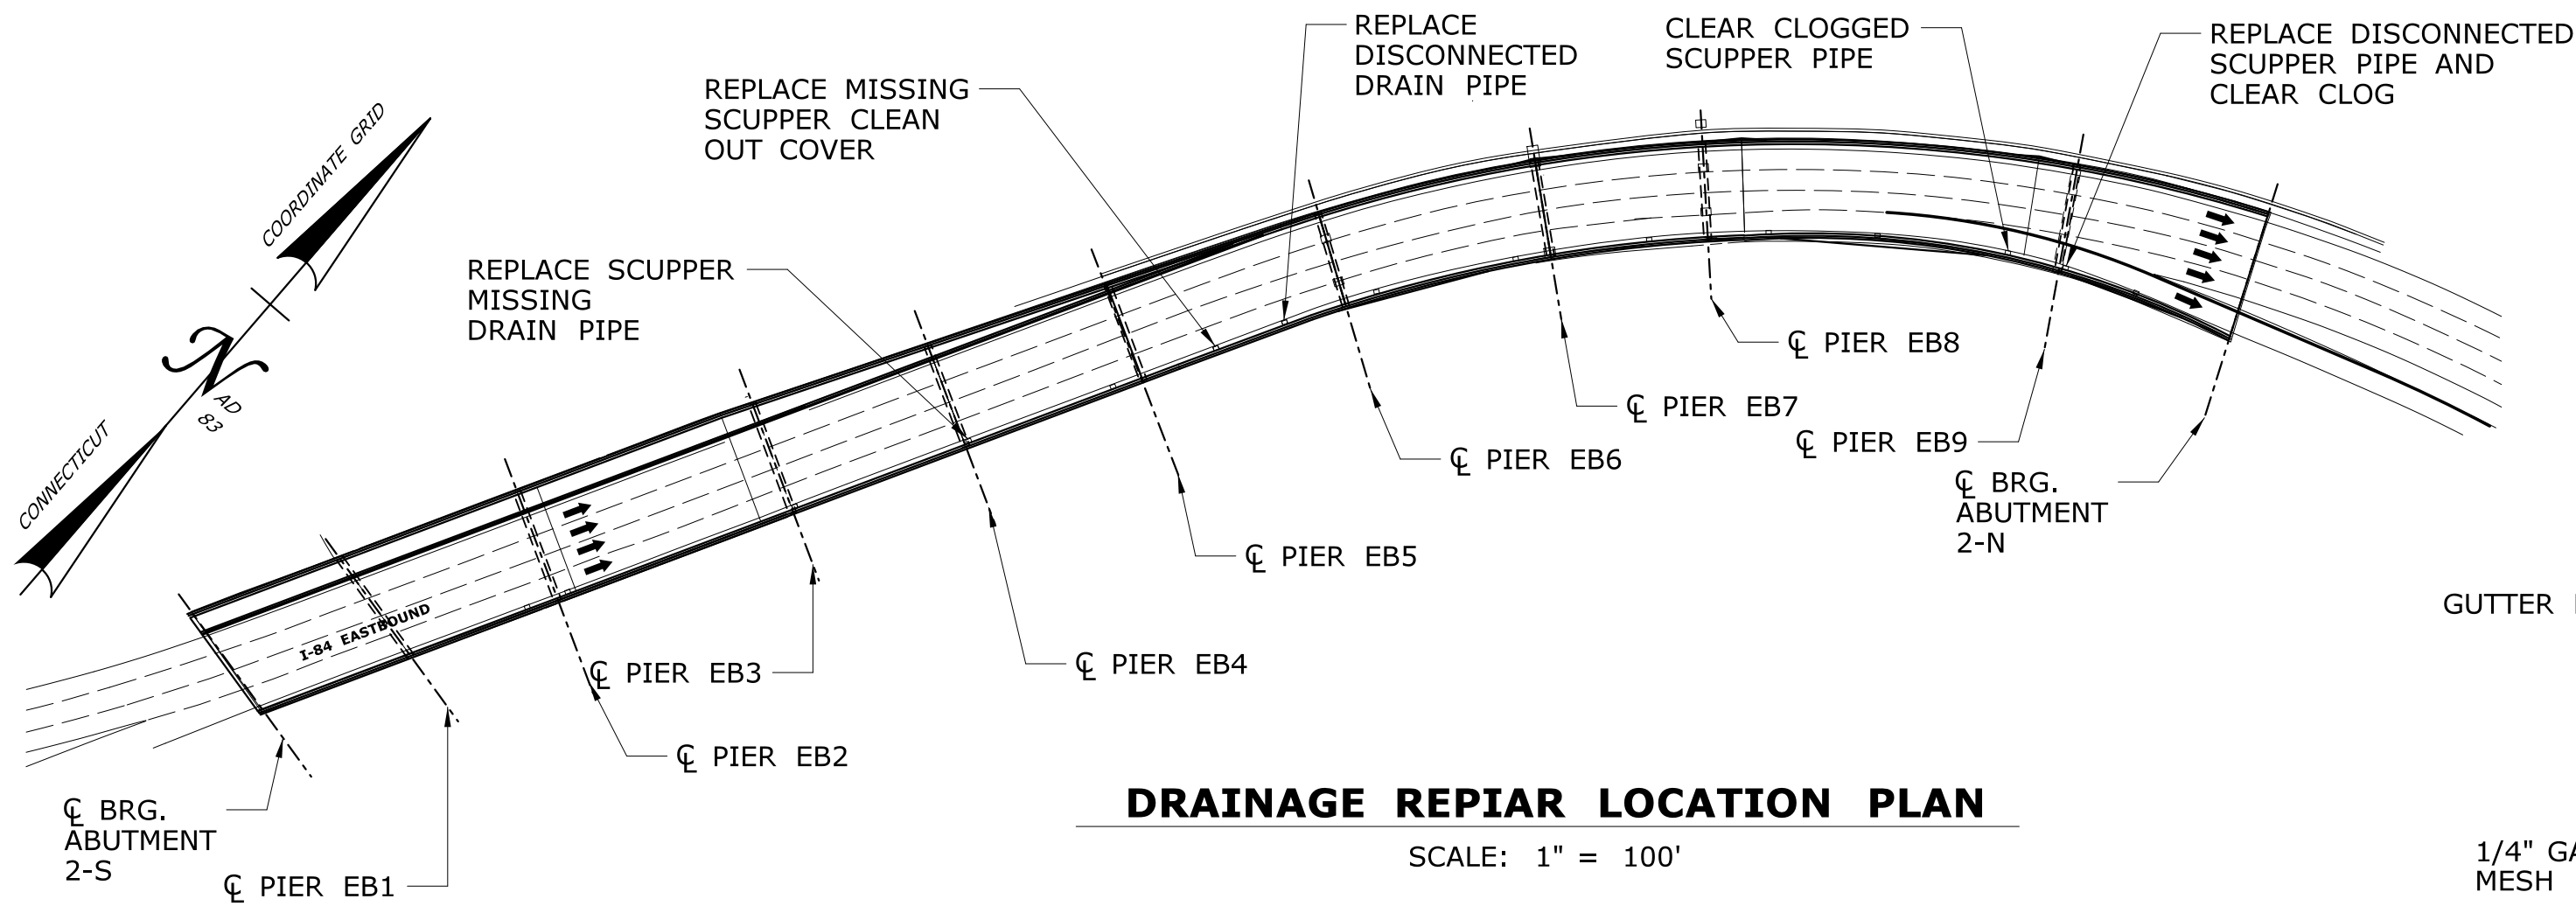 REPLACE
DISCONNECTED
DRAIN PIPE
CLEAR CLOGGED
SCUPPER PIPE
REPLACE DISCONNECTED
SCUPPER PIPE AND
CLEAR CLOG
REPLACE MISSING
SCUPPER CLEAN
OUT COVER
REPLACE SCUPPER
MISSING
DRAIN PIPE
COORDINATE GRID
N
AD
83
CONNECTICUT
I-84 EASTBOUND
℄ PIER EB8
℄ PIER EB7
℄ PIER EB9
℄ PIER EB6
℄ BRG.
ABUTMENT
2-N
℄ PIER EB5
℄ PIER EB4
℄ PIER EB3
℄ PIER EB2
℄ BRG.
ABUTMENT
2-S
℄ PIER EB1
GUTTER
DRAINAGE REPIAR LOCATION PLAN
SCALE: 1" = 100'
1/4" GA
MESH